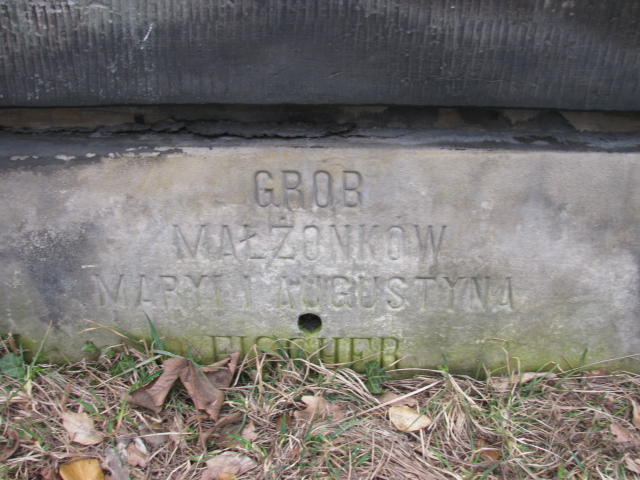 GROB
MAŁŻONKÓW
MARYI I AUGUSTYNA
FISCHER